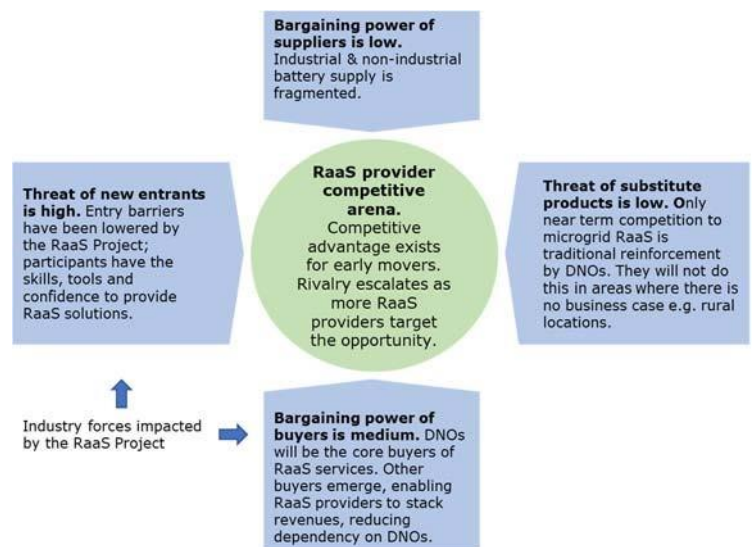 Bargaining power of
suppliers is low.
Industrial & non-industrial
battery supply is
fragmented.
Threat of new entrants
is high. Entry barriers
have been lowered by
the RaaS Project;
participants have the
skills, tools and
confidence to provide
RaaS solutions.
RaaS provider
competitive
arena.
Competitive
advantage exists
for early movers.
Rivalry escalates as
more RaaS
providers target
the opportunity.
Threat of substitute
products is low. Only
near term competition to
microgrid RaaS is
traditional reinforcement
by DNOs. They will not do
this in areas where there is
no business case e.g. rural
locations.
Industry forces impacted
by the RaaS Project
Bargaining power of
buyers is medium. DNOs
will be the core buyers of
RaaS services. Other
buyers emerge, enabling
RaaS providers to stack
revenues, reducing
dependency on DNOs.